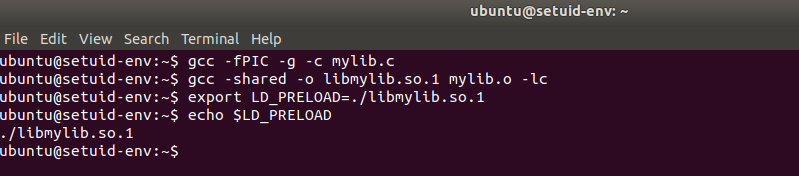 ubuntu@setuid-env: ~
File Edit View Search Terminal Help
ubuntu@setuid-env:~$ gcc -fPIC -g -c mylib.c
ubuntu@setuid-env:~$ gcc -shared -o libmylib.so.1 mylib.o -lc
ubuntu@setuid-env:~$ export LD_PRELOAD=./libmylib.so.1
ubuntu@setuid-env:~$ echo $LD_PRELOAD
./libmylib.so.1
ubuntu@setuid-env:~$